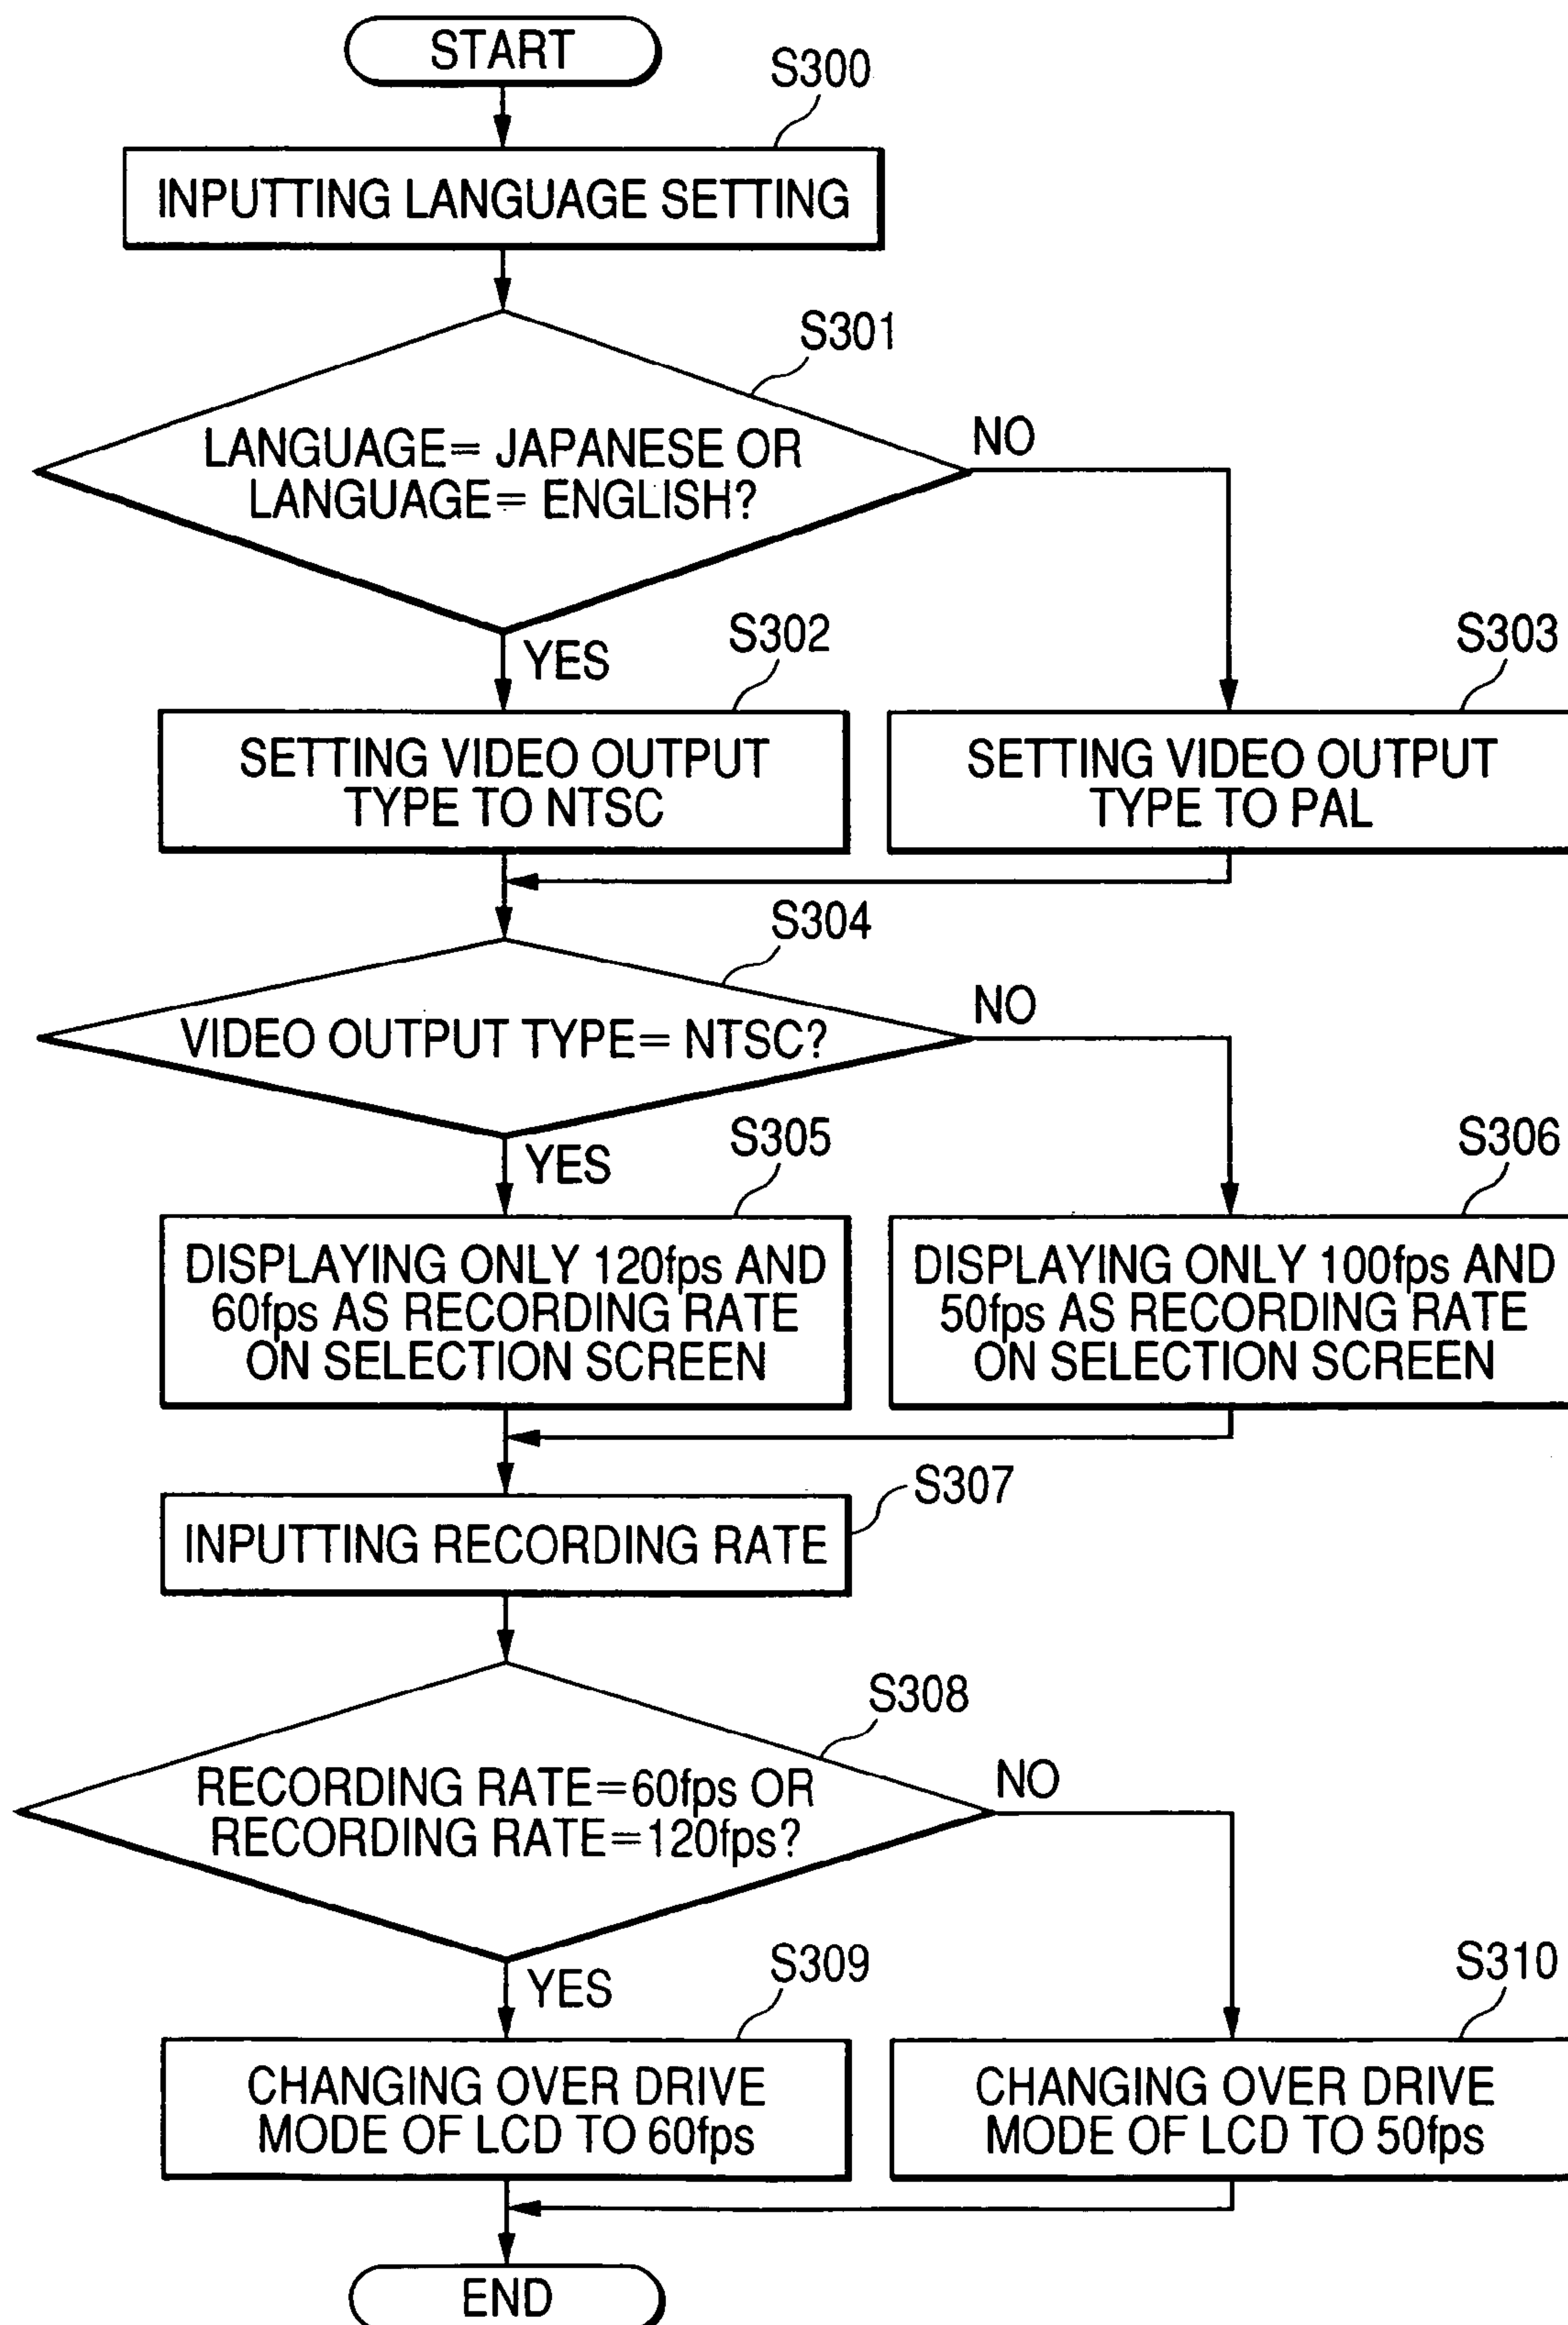 START
S300
INPUTTING LANGUAGE SETTING
S301
LANGUAGE= JAPANESE OR
LANGUAGE= ENGLISH?
NO
YES
S302
SETTING VIDEO OUTPUT
TYPE TO NTSC
S303
SETTING VIDEO OUTPUT
TYPE TO PAL
S304
VIDEO OUTPUT TYPE= NTSC?
NO
YES
S305
DISPLAYING ONLY 120fps AND
60fps AS RECORDING RATE
ON SELECTION SCREEN
S306
DISPLAYING ONLY 100fps AND
50fps AS RECORDING RATE
ON SELECTION SCREEN
S307
INPUTTING RECORDING RATE
S308
RECORDING RATE=60fps OR
RECORDING RATE=120fps?
NO
YES
S309
CHANGING OVER DRIVE
MODE OF LCD TO 60fps
S310
CHANGING OVER DRIVE
MODE OF LCD TO 50fps
END